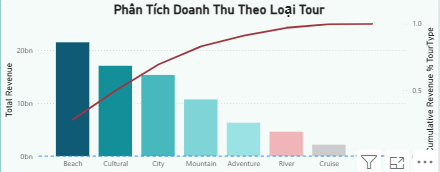 Phân Tích Doanh Thu Theo Loại Tour
Total Revenue
20bn
10bn
0bn
Beach
Cultural
City
Mountain
Adventure
River
Cruise
1.0
0.5
Cumulative Revenue % TourType